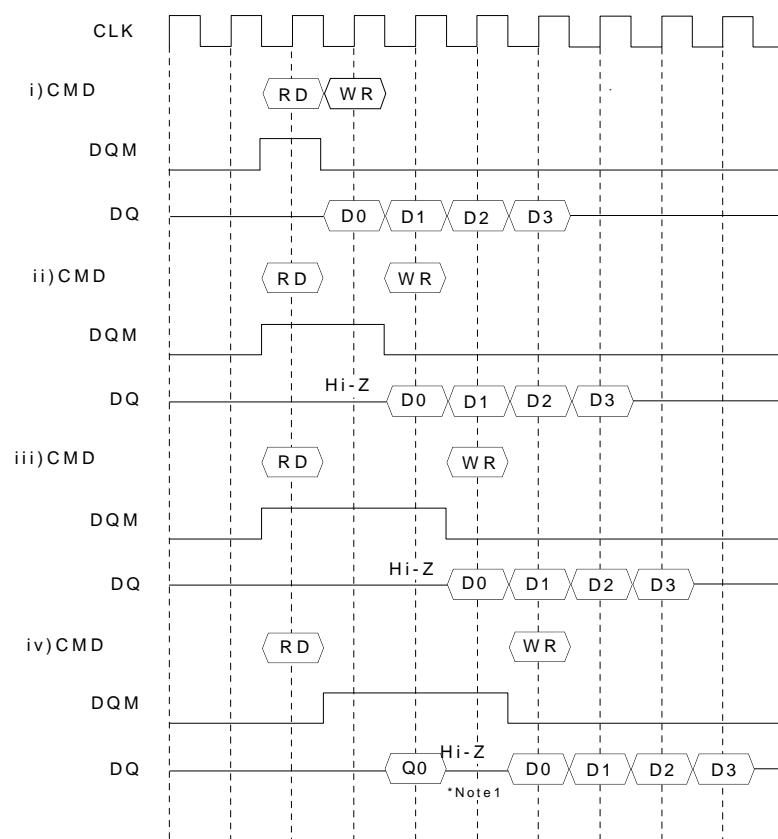 CLK
i)CMD RD WR
DQM
DQ D0 D1 D2 D3
ii)CMD RD WR
DQM
Hi-Z
DQ D0 D1 D2 D3
iii)CMD RD WR
DQM
Hi-Z
DQ D0 D1 D2 D3
iv)CMD RD WR
DQM
Hi-Z
DQ Q0 D0 D1 D2 D3
*Note1